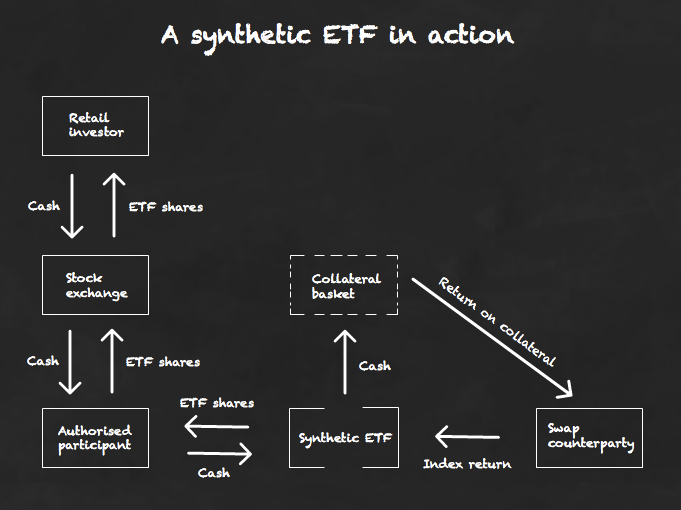 A synthetic ETF in action
Retail
investor
Cash
ETF shares
Stock
exchange
Collateral
basket
Return on collateral
Cash
ETF shares
Cash
Authorised
participant
ETF shares
Cash
Synthetic ETF
Index return
Swap
counterparty